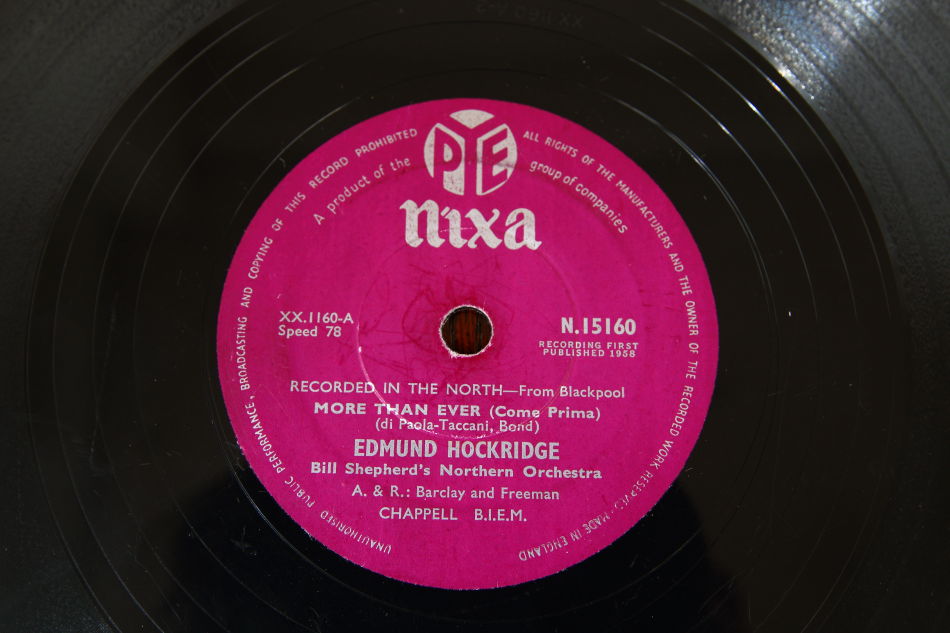 UNAUTHORISED PUBLIC PERFORMANCE, BROADCASTING AND COPYING OF THIS RECORD PROHIBITED
ALL RIGHTS OF THE MANUFACTURERS AND THE OWNER OF THE RECORDED WORK RESERVED · MADE IN ENGLAND
A product of the
PYE
group of companies
nixa
XX.1160-A
Speed 78
N.15160
RECORDING FIRST
PUBLISHED 1958
RECORDED IN THE NORTH—From Blackpool
MORE THAN EVER (Come Prima)
(di Paola-Taccani, Bond)
EDMUND HOCKRIDGE
Bill Shepherd's Northern Orchestra
A. & R.: Barclay and Freeman
CHAPPELL B.I.E.M.